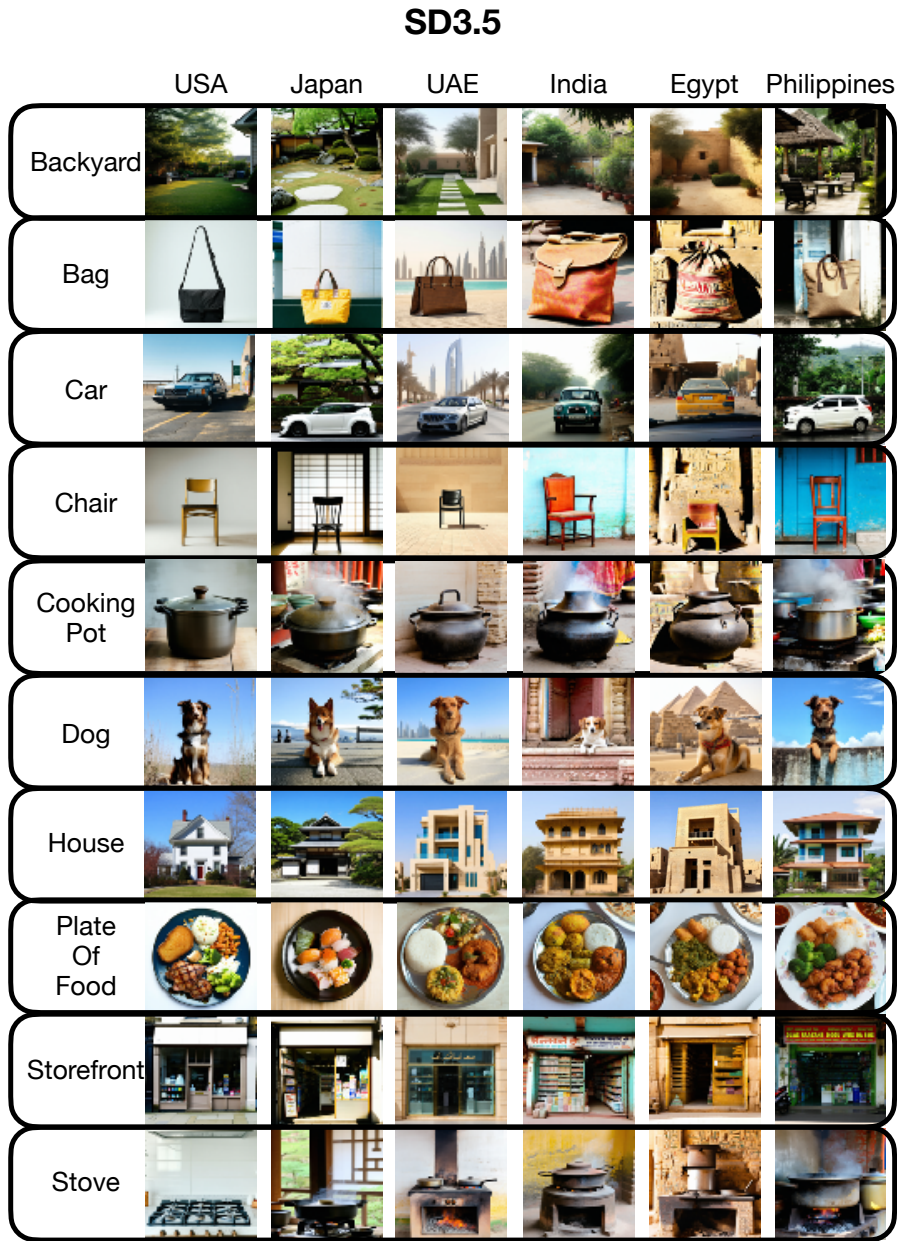 SD3.5
USA Japan UAE India Egypt Philippines
Backyard
Bag
Car
Chair
Cooking
Pot
Dog
House
Plate
Of
Food
Storefront
Stove